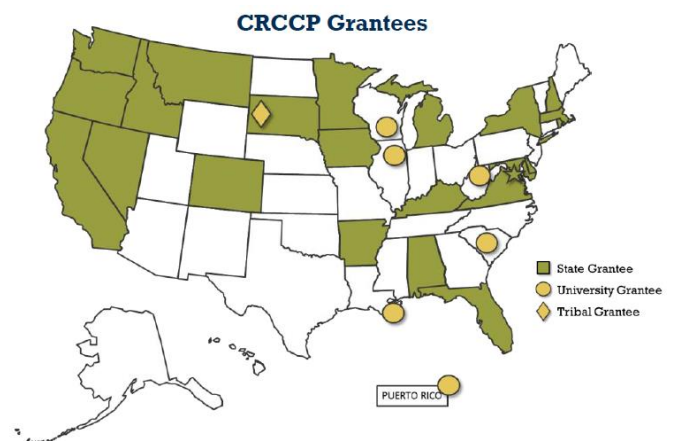 CRCCP Grantees
State Grantee
University Grantee
Tribal Grantee
PUERTO RICO